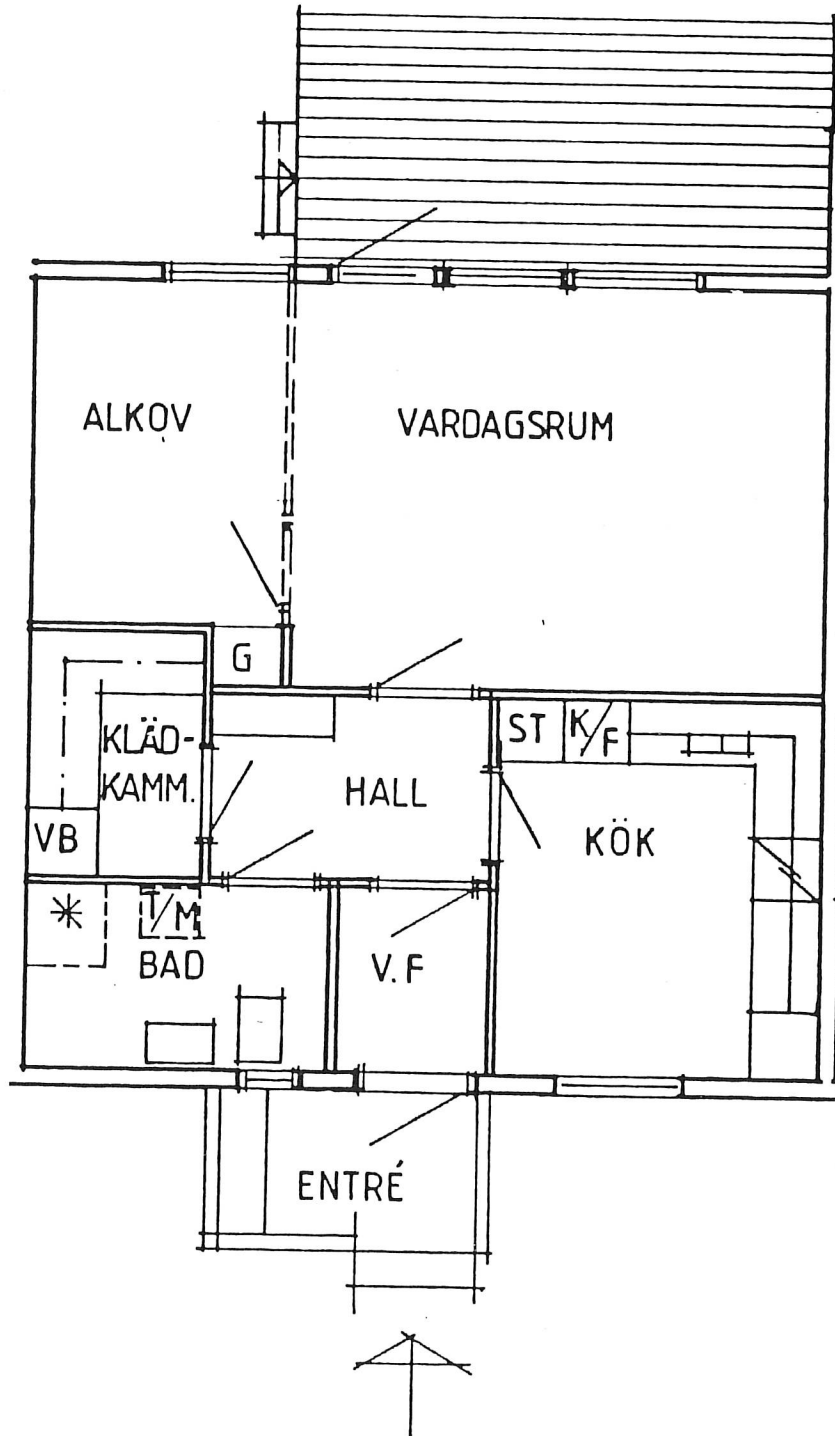 ALKOV
VARDAGSRUM
G
KLÄD-
KAMM.
VB
HALL
ST
K/F
KÖK
T/M
BAD
V.F
ENTRÉ